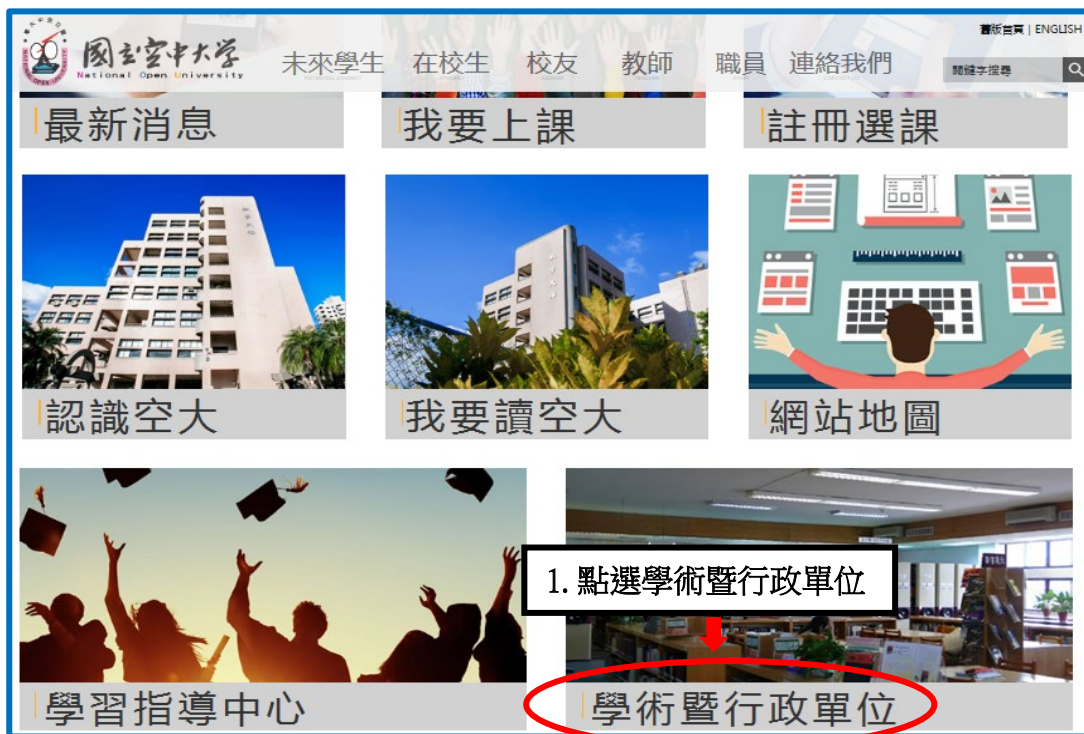 舊版首頁 | ENGLISH
國立空中大學
National Open University
未來學生 在校生 校友 教師 職員 連絡我們
關鍵字搜尋
最新消息 我要上課 註冊選課
認識空大 我要讀空大 網站地圖
1. 點選學術暨行政單位
學習指導中心 學術暨行政單位